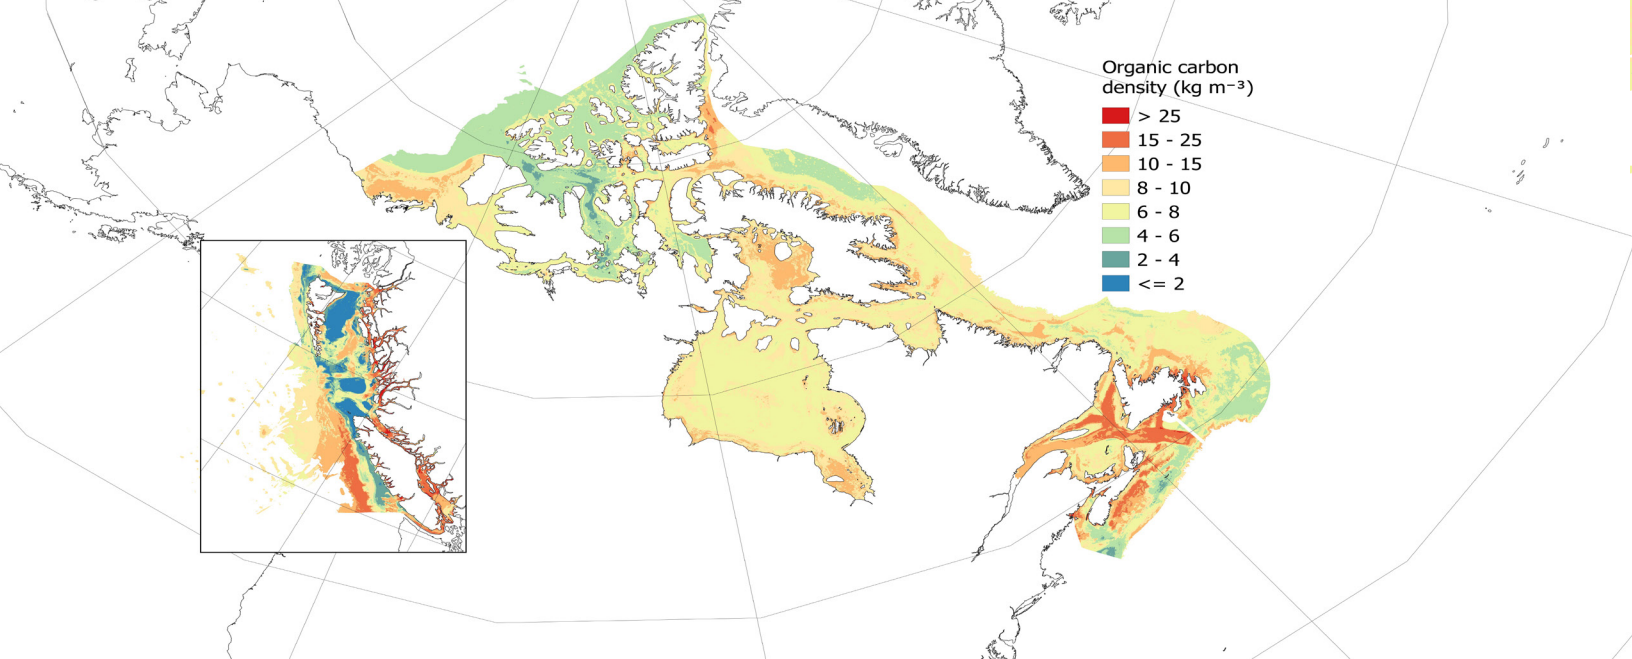 Organic carbon
density (kg m⁻³)
> 25
15 - 25
10 - 15
8 - 10
6 - 8
4 - 6
2 - 4
<= 2